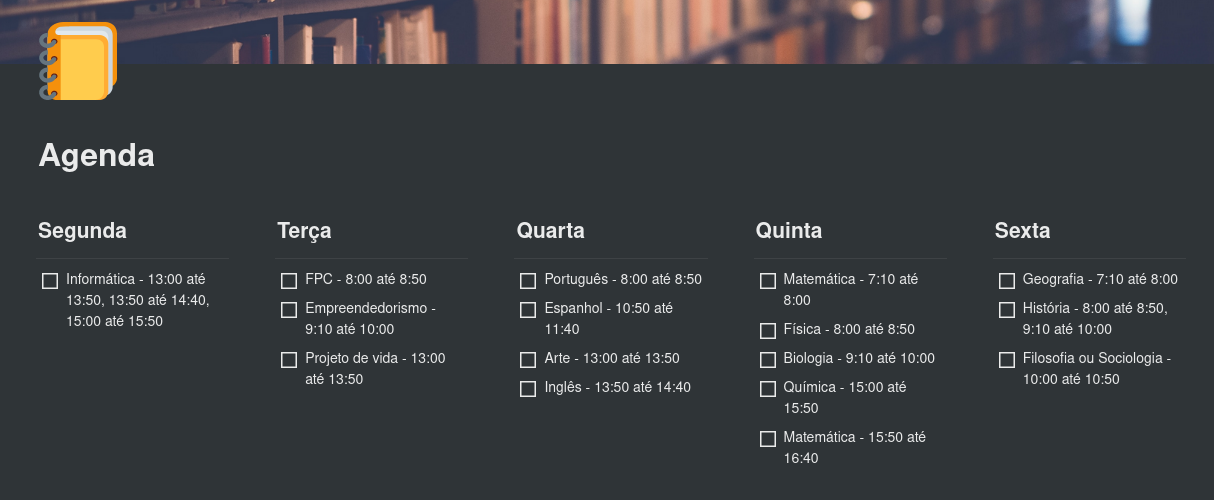 Agenda
Segunda
Informática - 13:00 até
13:50, 13:50 até 14:40,
15:00 até 15:50
Terça
FPC - 8:00 até 8:50
Empreendedorismo -
9:10 até 10:00
Projeto de vida - 13:00
até 13:50
Quarta
Português - 8:00 até 8:50
Espanhol - 10:50 até
11:40
Arte - 13:00 até 13:50
Inglês - 13:50 até 14:40
Quinta
Matemática - 7:10 até
8:00
Física - 8:00 até 8:50
Biologia - 9:10 até 10:00
Química - 15:00 até
15:50
Matemática - 15:50 até
16:40
Sexta
Geografia - 7:10 até 8:00
História - 8:00 até 8:50,
9:10 até 10:00
Filosofia ou Sociologia -
10:00 até 10:50